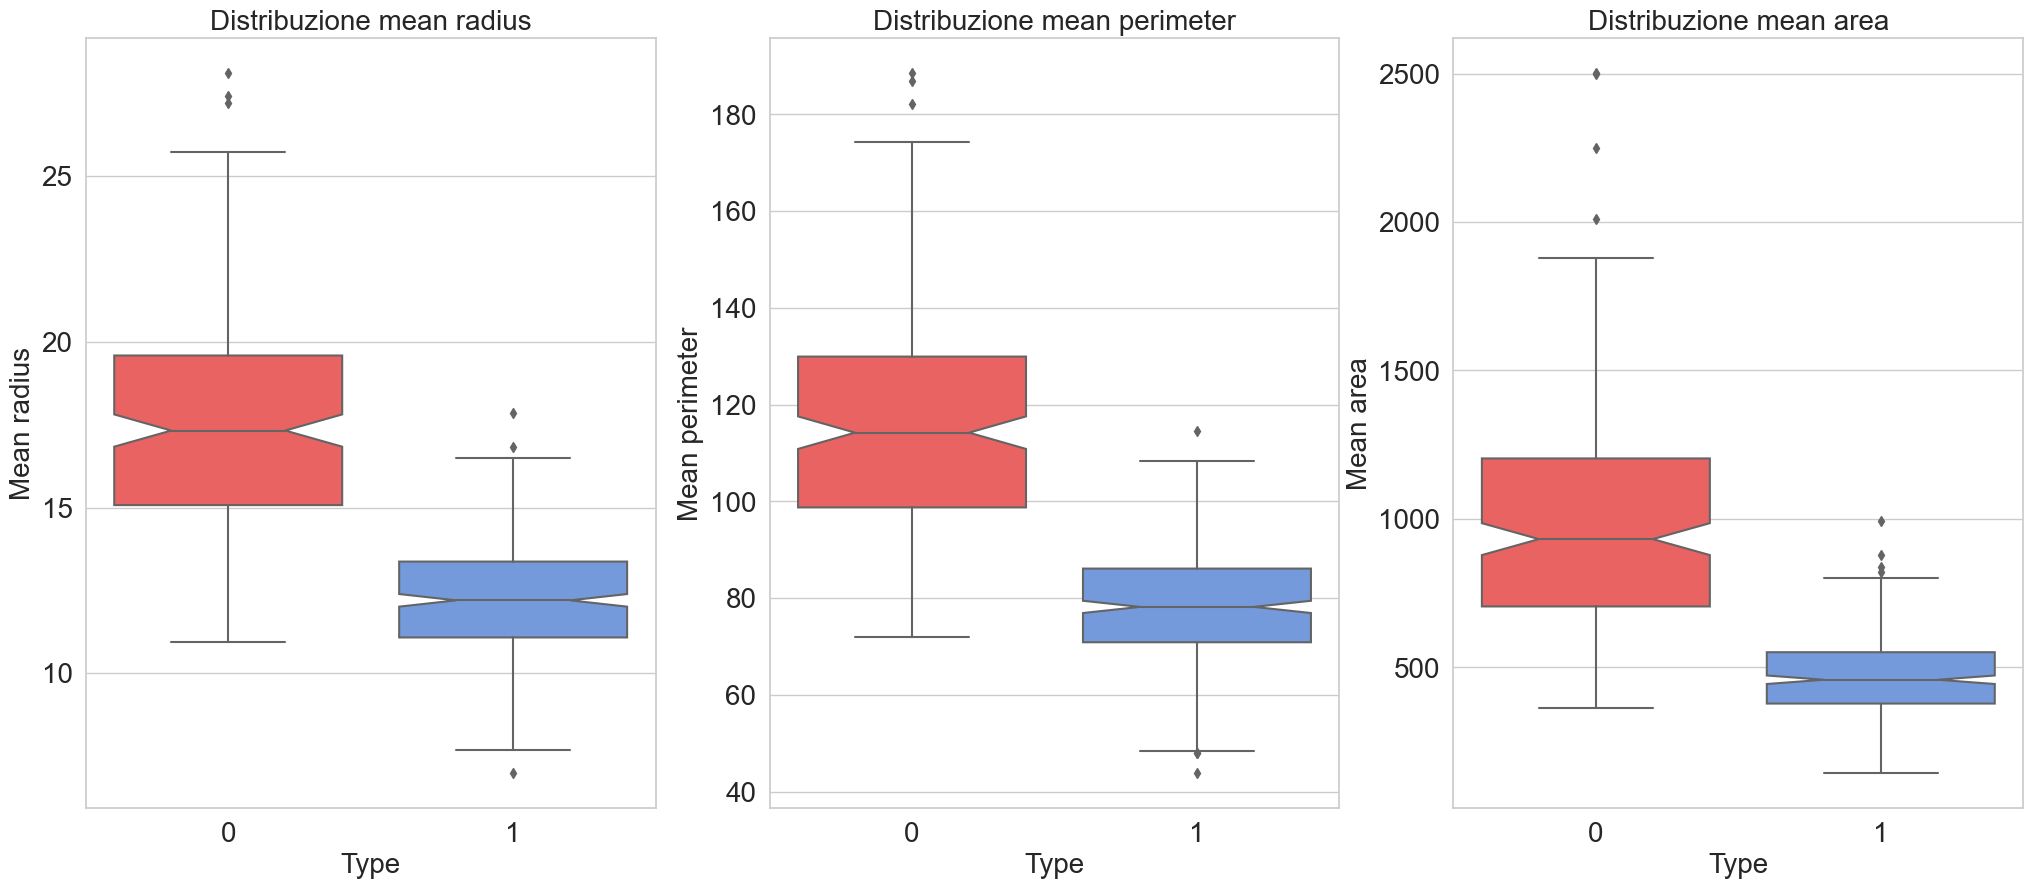 Distribuzione mean radius
Mean radius
25
20
15
10
0 1
Type
Distribuzione mean perimeter
Mean perimeter
180
160
140
120
100
80
60
40
0 1
Type
Distribuzione mean area
Mean area
2500
2000
1500
1000
500
0 1
Type